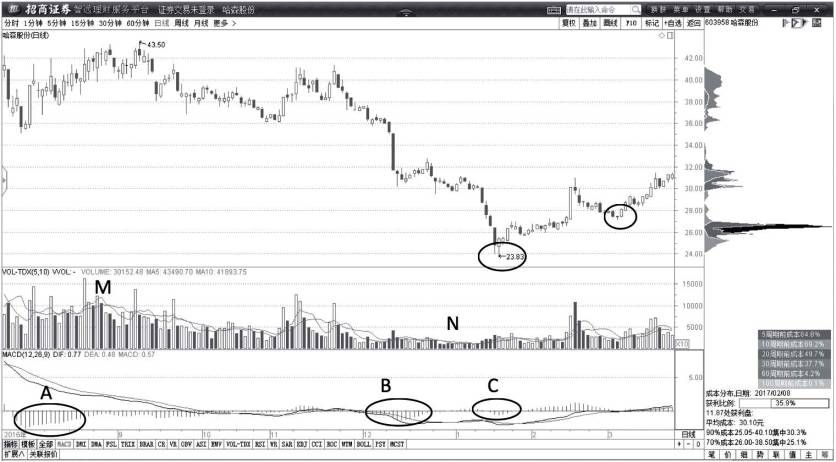 招商证券 智远理财服务平台 证券交易未登录 哈森股份
请在此输入功能 菜单 设置 帮助 交易
分时 1分钟 5分钟 15分钟 30分钟 60分钟 日线 周线 月线 更多 >
复权 叠加 画线 F10 标记 +自选 返回 603958 哈森股份
哈森股份(日线)
43.50
42.00
40.00
38.00
36.00
34.00
32.00
30.00
28.00
26.00
24.00
23.83
VOL-TDX(5,10) VVOL: - VOLUME: 30152.48 MA5: 43490.70 MA10: 41893.75
M
N
15000
10000
5000
X10
MACD(12,26,9) DIF: 0.77 DEA: 0.48 MACD: 0.57
A
B
C
5.00
0.00
2016年 9 11 12 1 2 3 日线
5周期前成本84.8%
10周期前成本69.2%
20周期前成本49.7%
30周期前成本37.7%
60周期前成本4.2%
100周期前成本0.1%
成本分布,日期: 2017/02/08
获利比例: 35.9%
11.87处获利盘:
平均成本: 30.10元
90%成本25.05-40.10集中30.3%
70%成本26.00-38.50集中25.1%
指标 模板 全部 MACD DMI DMA FSL TRIX BRAR CR VR OBV ASI EMV VOL-TDX RSI WR SAR KDJ CCI ROC MTM BOLL PSY MCST
扩展∧ 关联报价
笔 价 细 势 联 值 主 筹